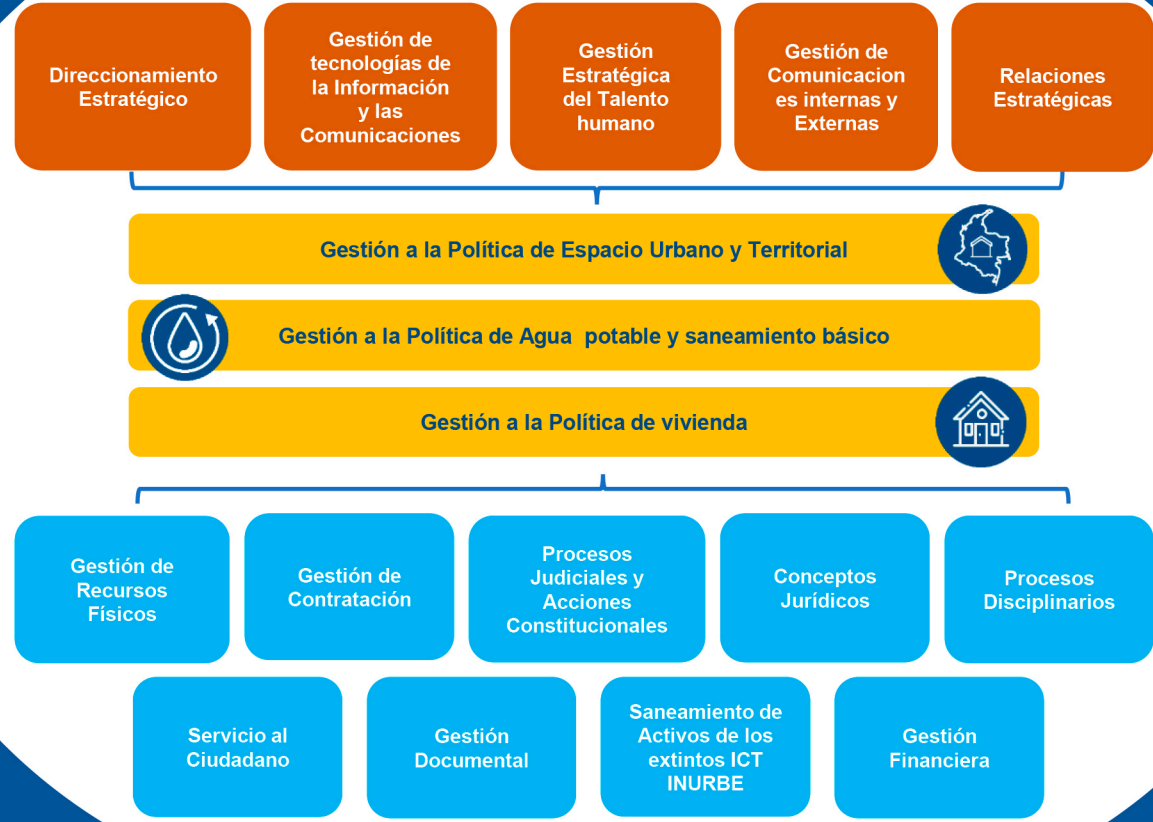 Direccionamiento
Estratégico
Gestión de
tecnologías de
la Información
y las
Comunicaciones
Gestión
Estratégica
del Talento
humano
Gestión de
Comunicacion
es internas y
Externas
Relaciones
Estratégicas
Gestión a la Política de Espacio Urbano y Territorial
Gestión a la Política de Agua  potable y saneamiento básico
Gestión a la Política de vivienda
Gestión de
Recursos
Físicos
Gestión de
Contratación
Procesos
Judiciales y
Acciones
Constitucionales
Conceptos
Jurídicos
Procesos
Disciplinarios
Servicio al
Ciudadano
Gestión
Documental
Saneamiento de
Activos de los
extintos ICT
INURBE
Gestión
Financiera